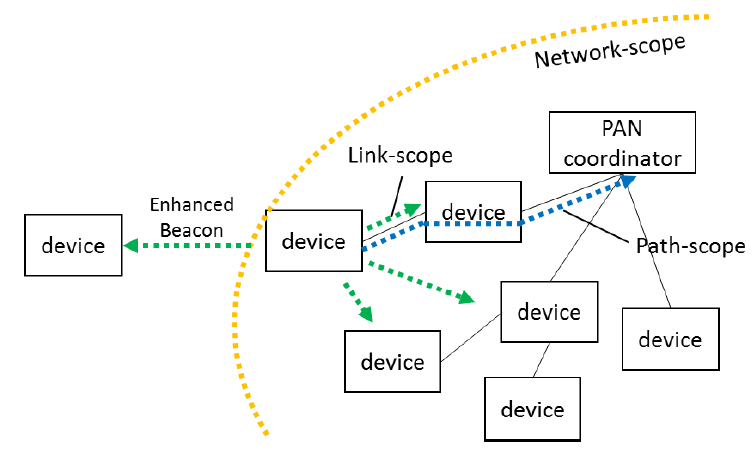 Network-scope
PAN
coordinator
Link-scope
device
Enhanced
Beacon
device
device
Path-scope
device
device
device
device